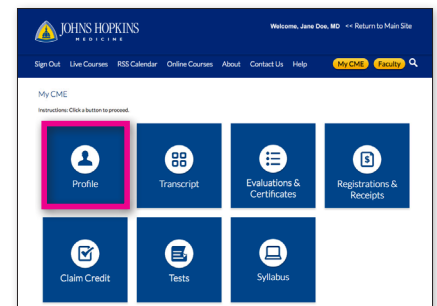 JOHNS HOPKINS
MEDICINE
Welcome, Jane Doe, MD << Return to Main Site
Sign Out Live Courses RSS Calendar Online Courses About Contact Us Help My CME Faculty
My CME
Instructions: Click a button to proceed.
Profile
Transcript
Evaluations &
Certificates
Registrations &
Receipts
Claim Credit
Tests
Syllabus